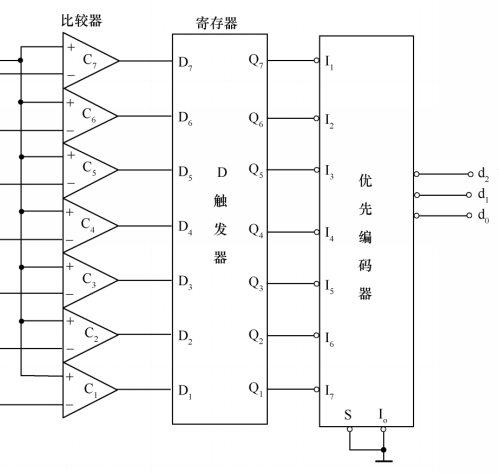 比较器 寄存器
+ − C7 D7 Q7 I1
+ − C6 D6 Q6 I2
+ − C5 D5 Q5 I3
+ − C4 D4 Q4 I4
+ − C3 D3 Q3 I5
+ − C2 D2 Q2 I6
+ − C1 D1 Q1 I7
D
触
发
器
优
先
编
码
器
d2
d1
d0
S Io